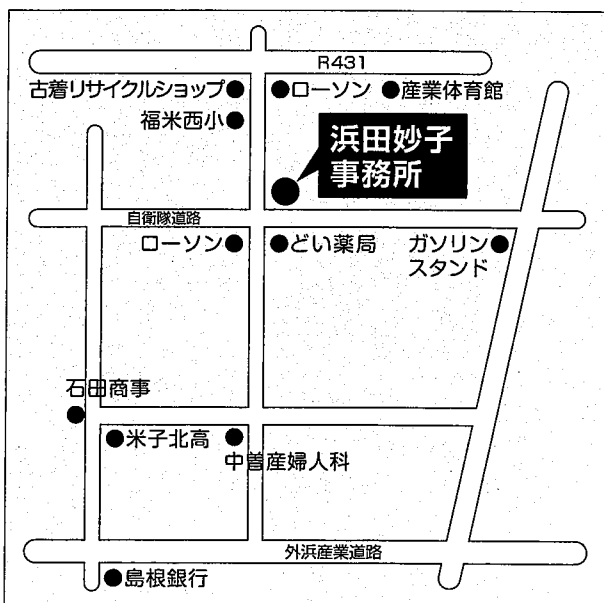 R431
古着リサイクルショップ
ローソン
産業体育館
福米西小
浜田妙子
事務所
自衛隊道路
ローソン
どい薬局
ガソリン
スタンド
石田商事
米子北高
中曽産婦人科
外浜産業道路
島根銀行